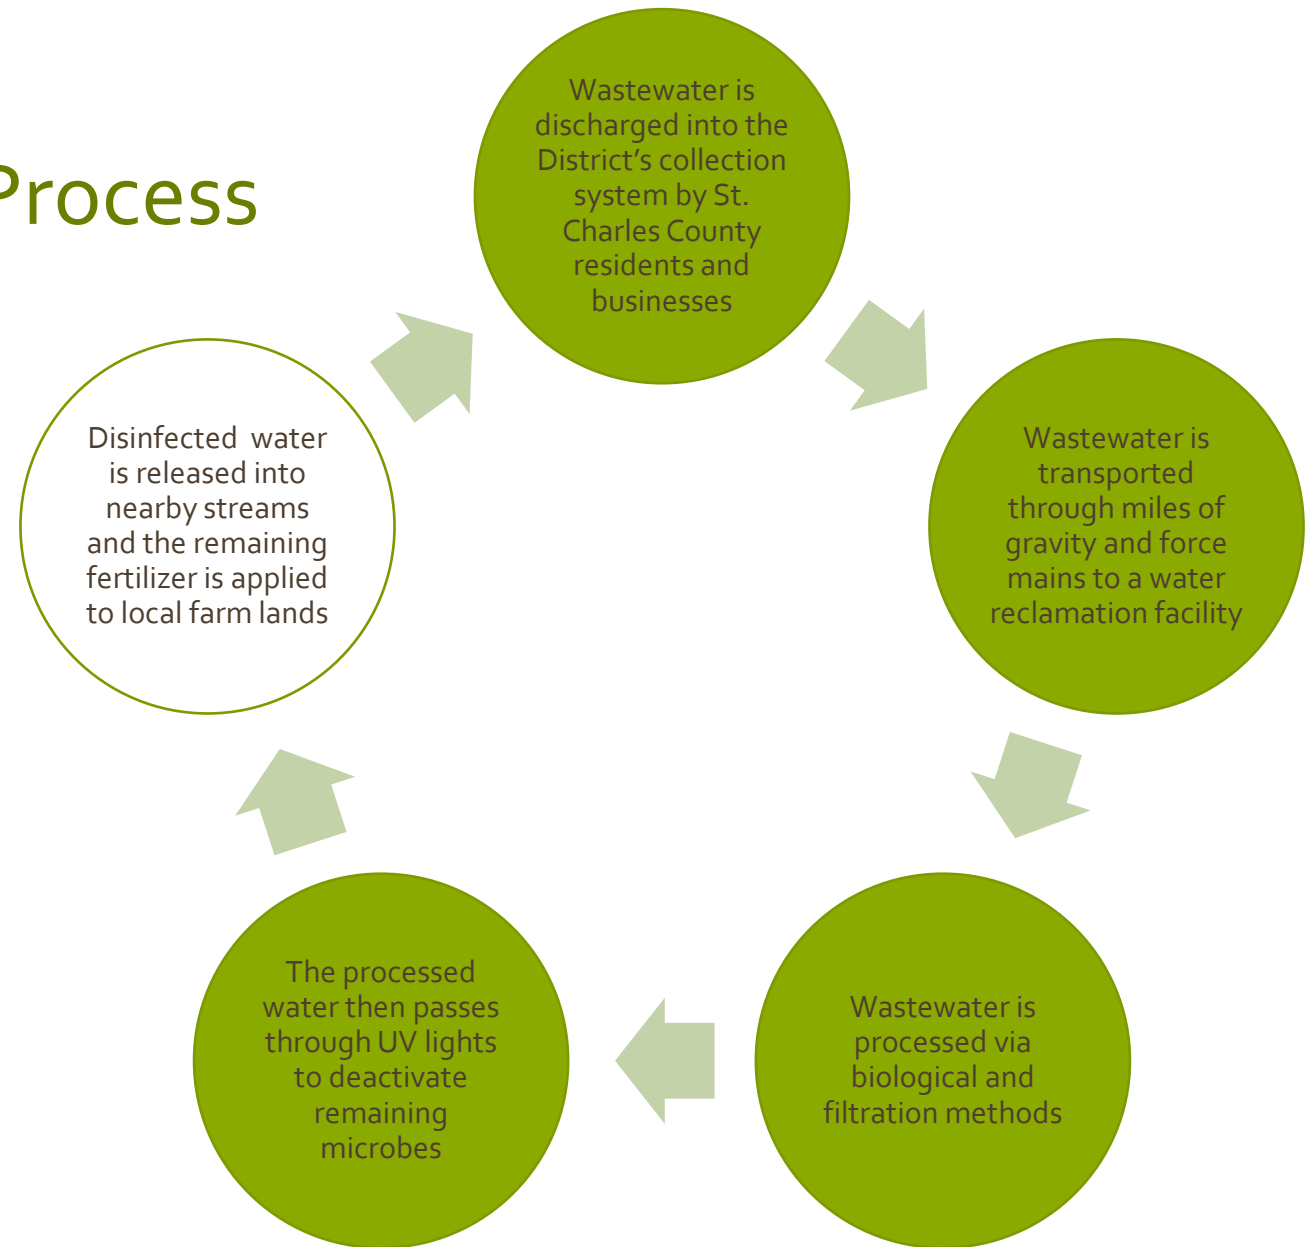 Process
Wastewater is
discharged into the
District’s collection
system by St.
Charles County
residents and
businesses
Wastewater is
transported
through miles of
gravity and force
mains to a water
reclamation facility
Wastewater is
processed via
biological and
filtration methods
The processed
water then passes
through UV lights
to deactivate
remaining
microbes
Disinfected  water
is released into
nearby streams
and the remaining
fertilizer is applied
to local farm lands